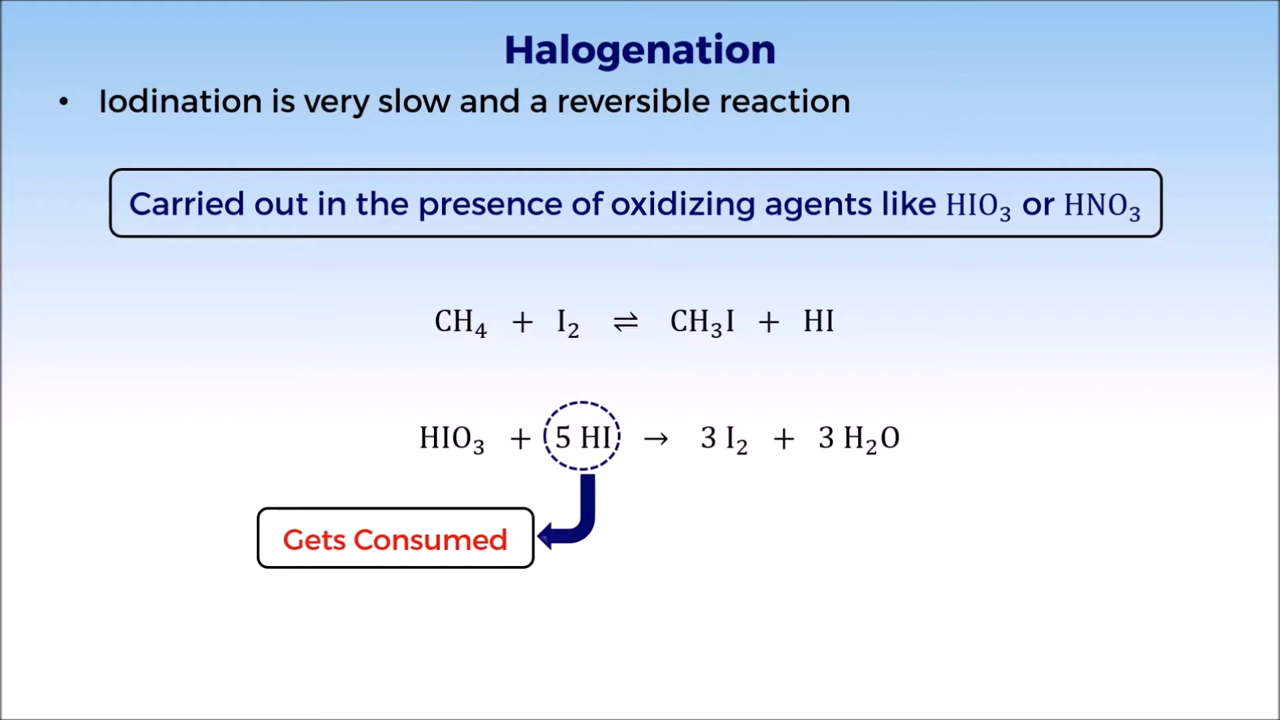 Halogenation
• Iodination is very slow and a reversible reaction
Carried out in the presence of oxidizing agents like HIO₃ or HNO₃
CH₄ + I₂ ⇌ CH₃I + HI
HIO₃ + 5 HI → 3 I₂ + 3 H₂O
Gets Consumed